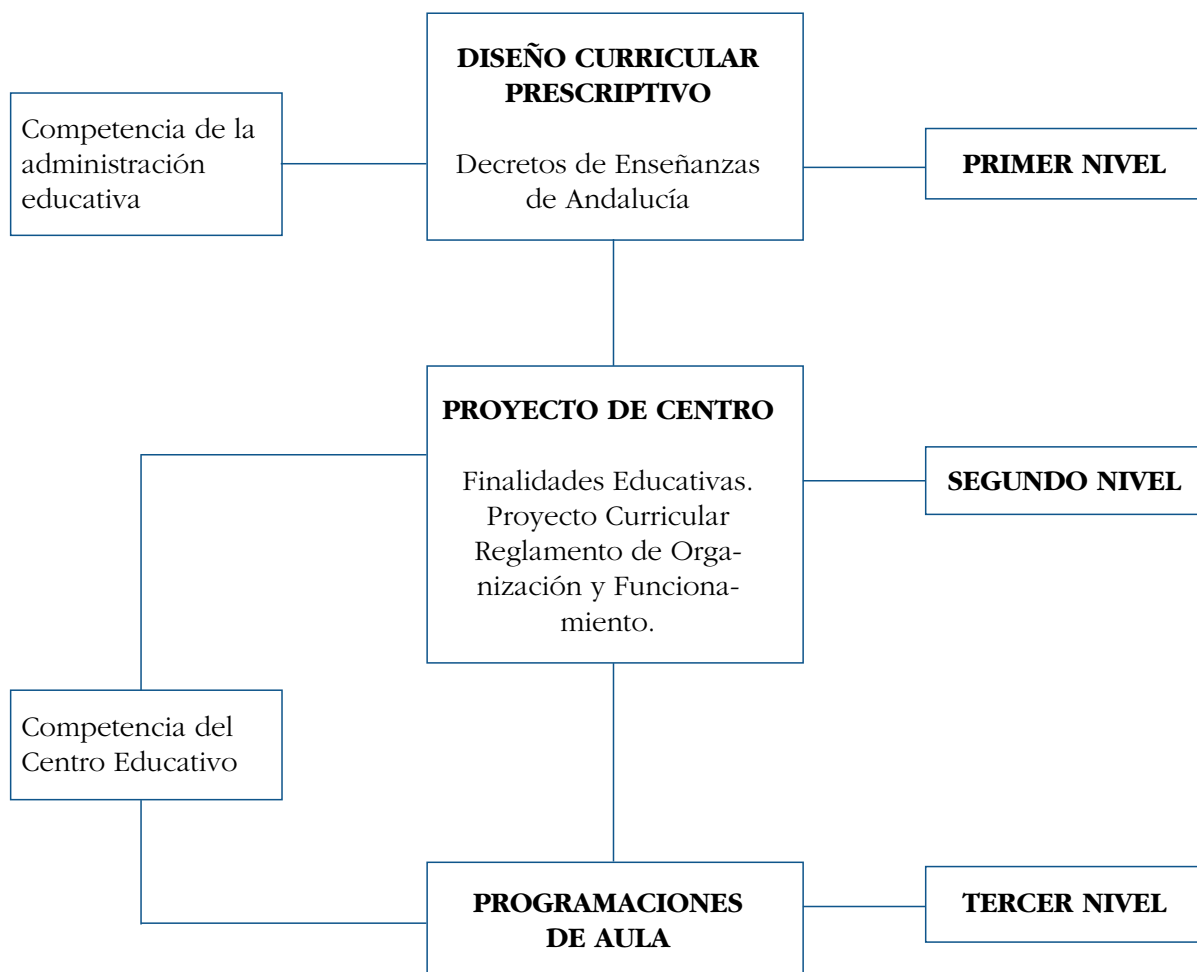 DISEÑO CURRICULAR
PRESCRIPTIVO
Decretos de Enseñanzas
de Andalucía
Competencia de la
administración
educativa
PRIMER NIVEL
PROYECTO DE CENTRO
Finalidades Educativas.
Proyecto Curricular
Reglamento de Orga-
nización y Funciona-
miento.
SEGUNDO NIVEL
Competencia del
Centro Educativo
PROGRAMACIONES
DE AULA
TERCER NIVEL